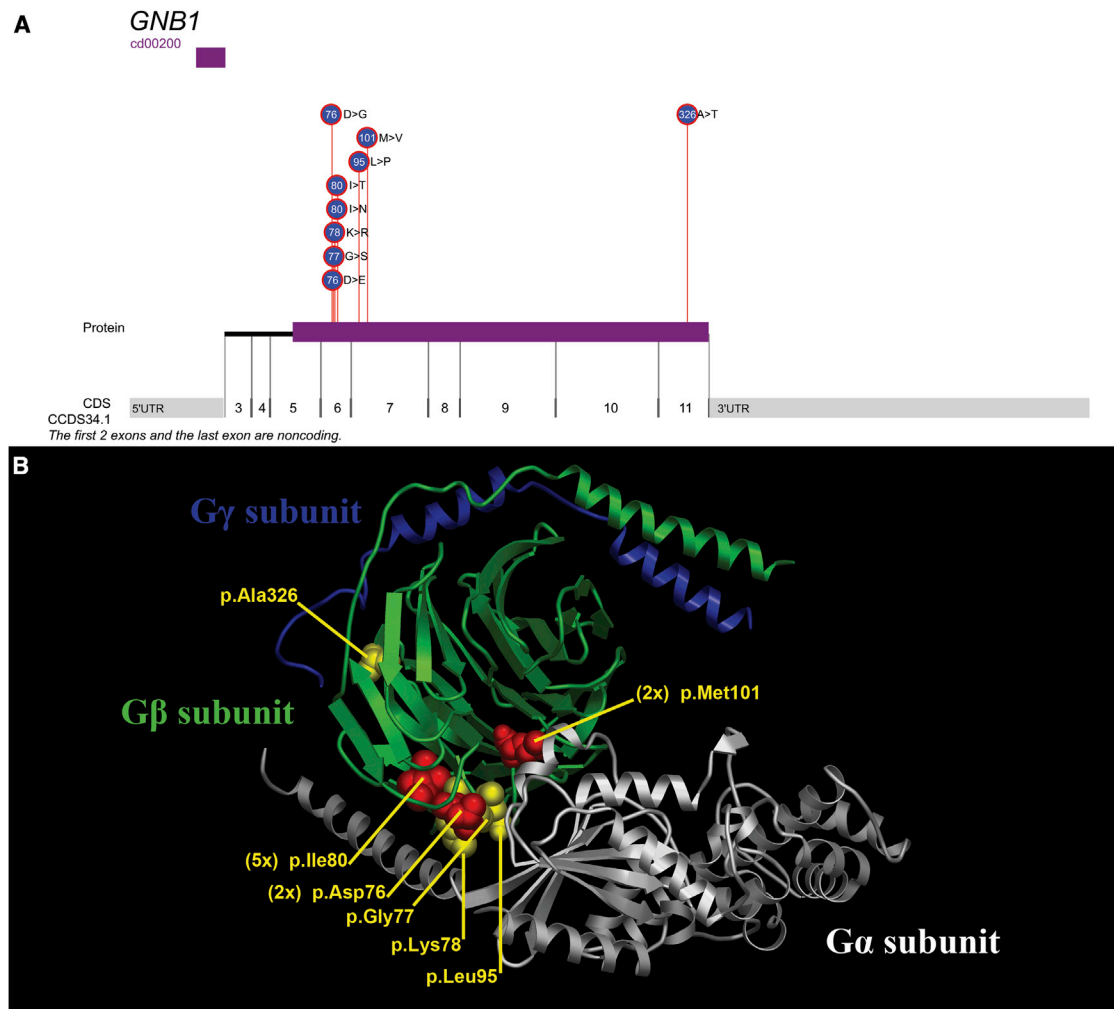 A
GNB1
cd00200
76 D>G
326 A>T
101 M>V
95 L>P
80 I>T
80 I>N
78 K>R
77 G>S
76 D>E
Protein
CDS
CCDS34.1
5'UTR 3 4 5 6 7 8 9 10 11 3'UTR
The first 2 exons and the last exon are noncoding.
B
Gγ subunit
p.Ala326
(2x) p.Met101
Gβ subunit
(5x) p.Ile80
(2x) p.Asp76
p.Gly77
p.Lys78
p.Leu95
Gα subunit